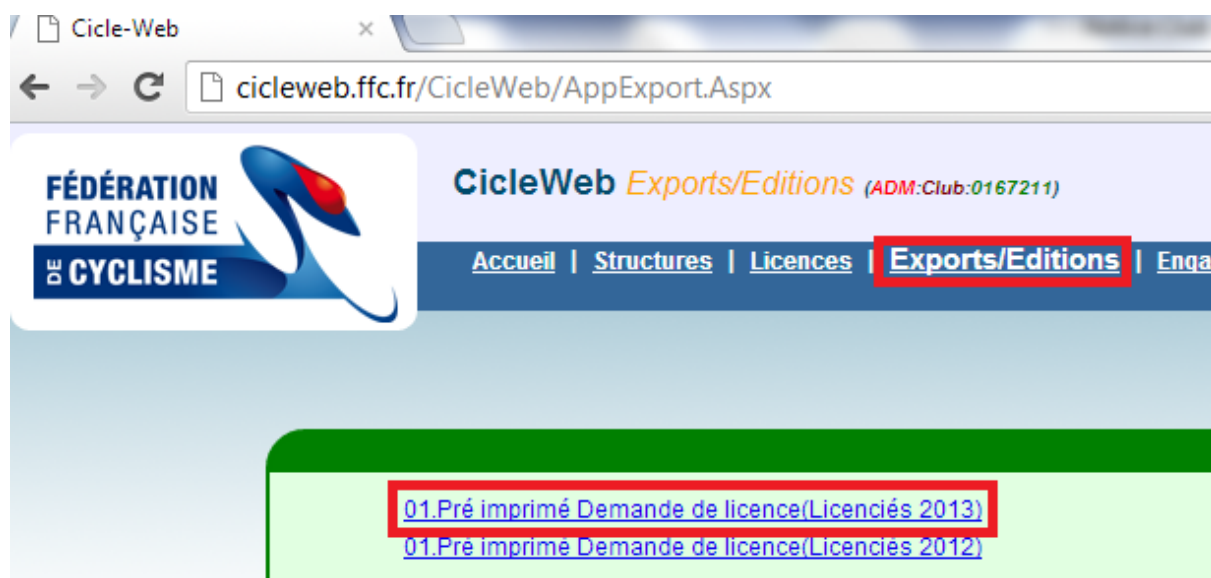 Cicle-Web
cicleweb.ffc.fr/CicleWeb/AppExport.Aspx
FÉDÉRATION
FRANÇAISE
DE CYCLISME
CicleWeb Exports/Editions (ADM:Club:0167211)
Accueil | Structures | Licences | Exports/Editions |
01.Pré imprimé Demande de licence(Licenciés 2013)
01.Pré imprimé Demande de licence(Licenciés 2012)